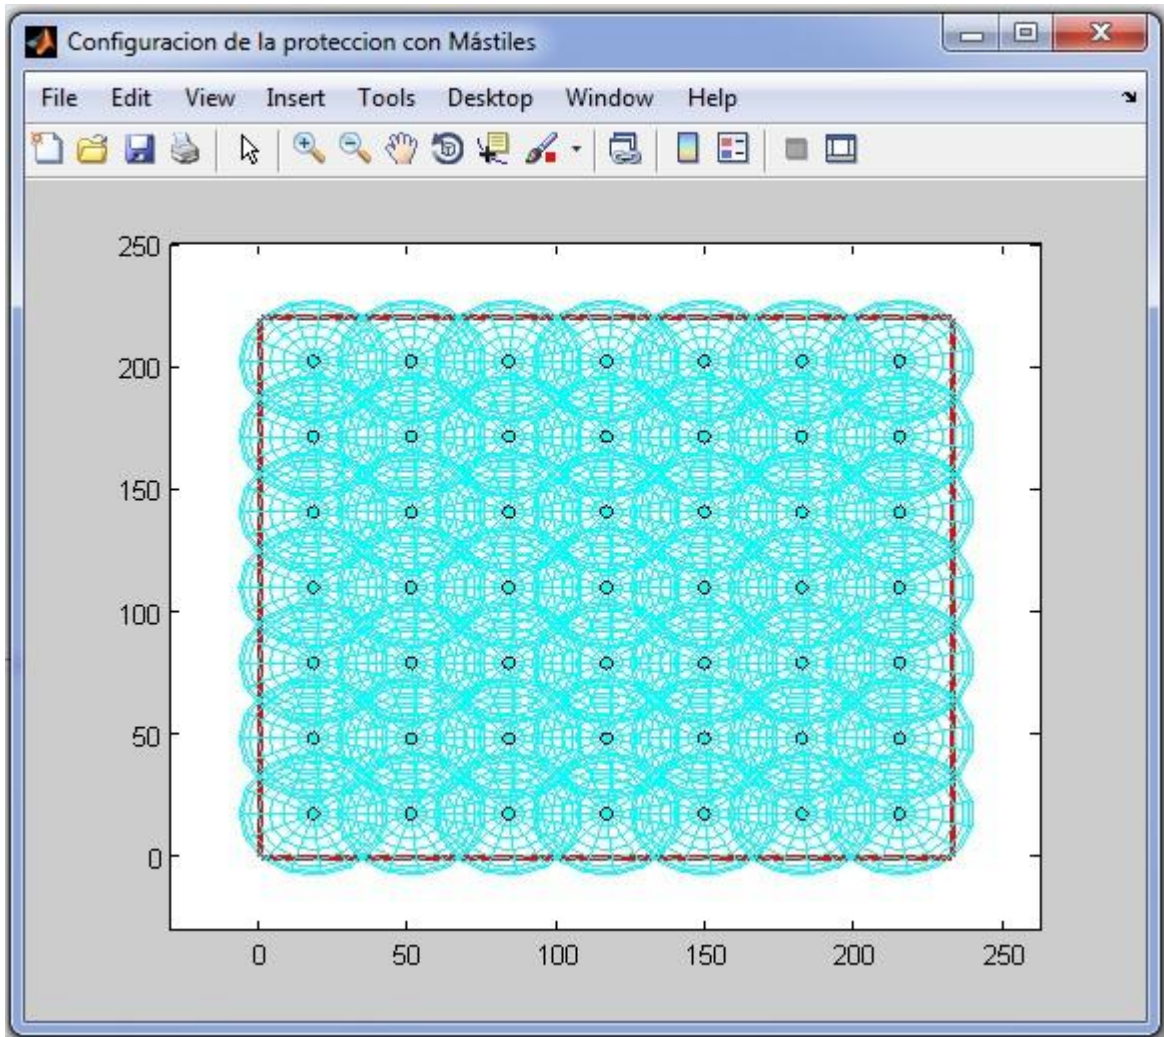 Configuracion de la proteccion con Mástiles
File Edit View Insert Tools Desktop Window Help
250
200
150
100
50
0
0 50 100 150 200 250